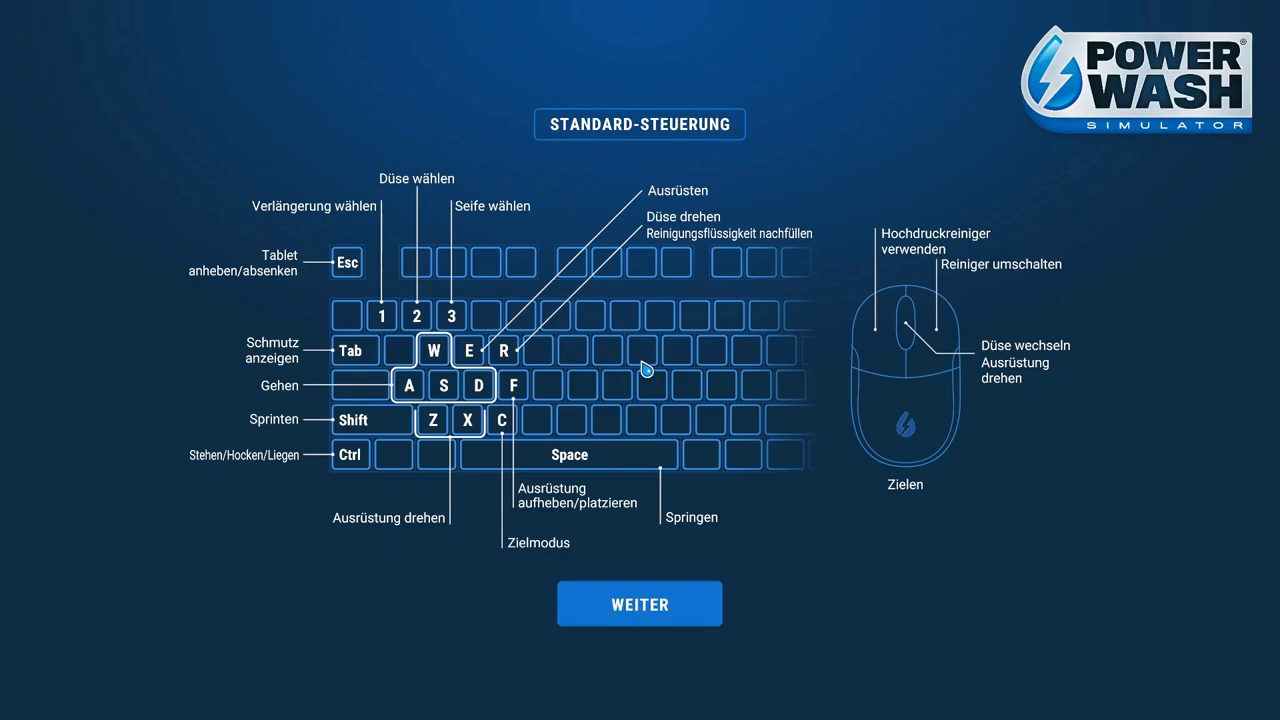 POWER
WASH
SIMULATOR
STANDARD-STEUERUNG
Düse wählen
Verlängerung wählen
Seife wählen
Ausrüsten
Düse drehen
Reinigungsflüssigkeit nachfüllen
Tablet
anheben/absenken
Esc
1 2 3
Schmutz
anzeigen
Tab W E R
Gehen
A S D F
Sprinten
Shift Z X C
Stehen/Hocken/Liegen
Ctrl Space
Ausrüstung
aufheben/platzieren
Ausrüstung drehen
Springen
Zielmodus
Hochdruckreiniger
verwenden
Reiniger umschalten
Düse wechseln
Ausrüstung
drehen
Zielen
WEITER